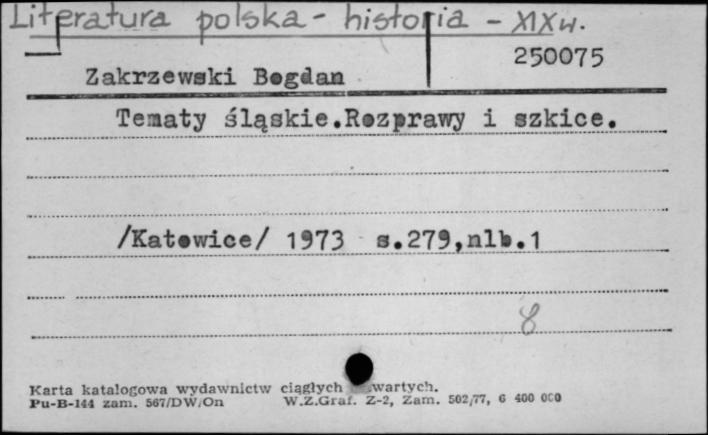 Literatura polska - historia - XIX w.
250075
Zakrzewski Bogdan
Tematy śląskie.Rozprawy i szkice.
/Katowice/ 1973 s.279,nlb.1
8
Karta katalogowa wydawnictw ciągłych wartych.
Pu-B-144 zam. 567/DW/On W.Z.Graf. Z-2, Zam. 502/77, 6 400 000